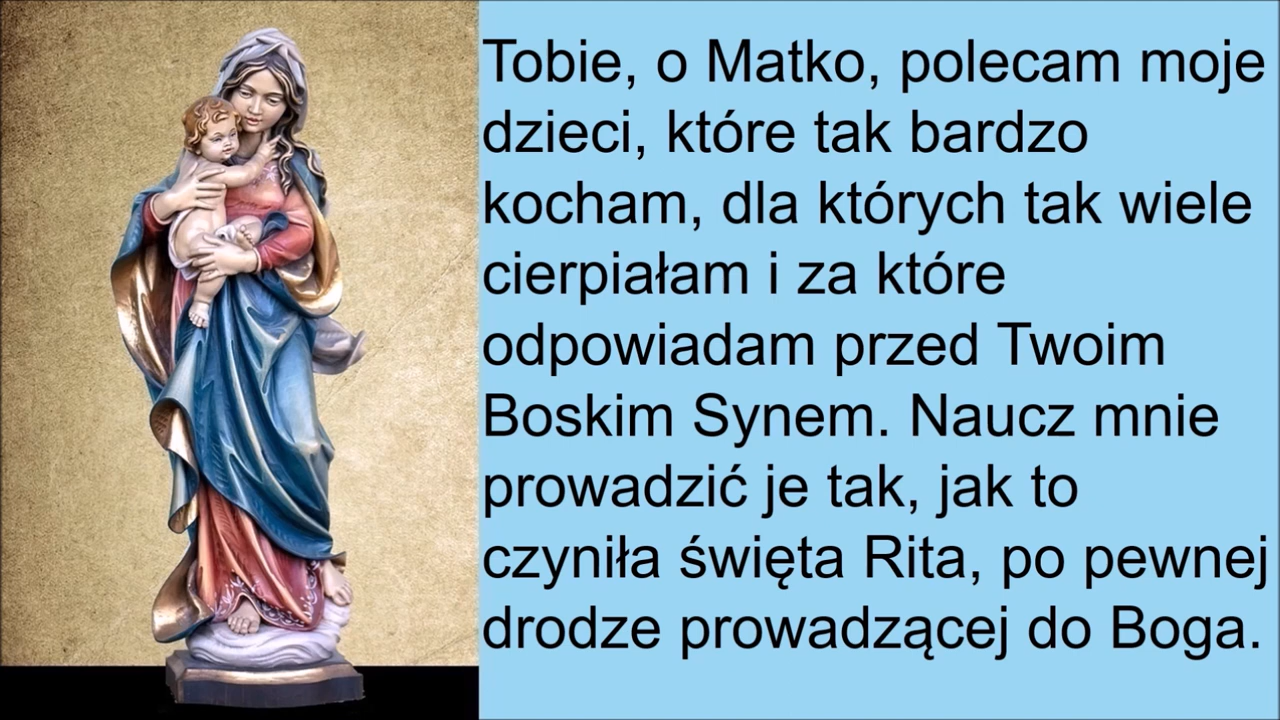 Tobie, o Matko, polecam moje
dzieci, które tak bardzo
kocham, dla których tak wiele
cierpiałam i za które
odpowiadam przed Twoim
Boskim Synem. Naucz mnie
prowadzić je tak, jak to
czyniła święta Rita, po pewnej
drodze prowadzącej do Boga.